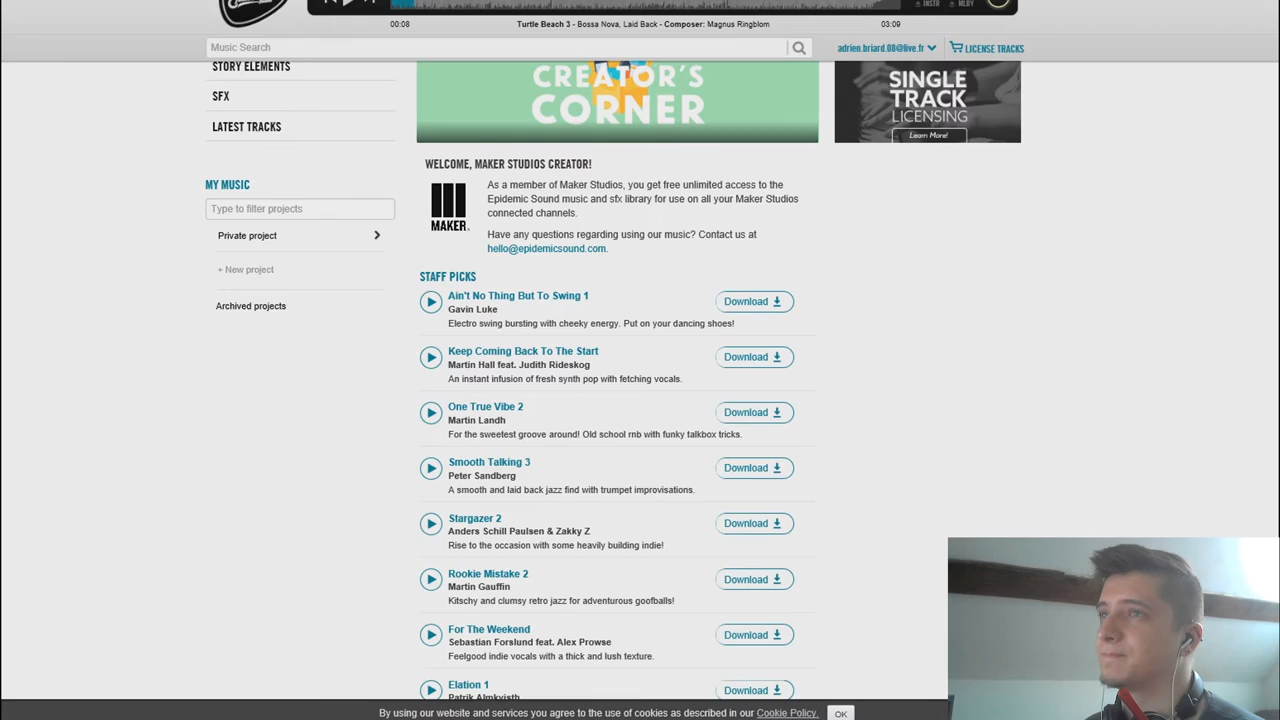 INSTR
MLDY
00:08
Turtle Beach 3 - Bossa Nova, Laid Back - Composer: Magnus Ringblom
03:09
Music Search
adrien.briard.08@live.fr
LICENSE TRACKS
STORY ELEMENTS
SFX
LATEST TRACKS
MY MUSIC
Type to filter projects
Private project
+ New project
Archived projects
CREATOR'S
CORNER
SINGLE
TRACK
LICENSING
Learn More!
WELCOME, MAKER STUDIOS CREATOR!
MAKER
As a member of Maker Studios, you get free unlimited access to the
Epidemic Sound music and sfx library for use on all your Maker Studios
connected channels.
Have any questions regarding using our music? Contact us at
hello@epidemicsound.com.
STAFF PICKS
Ain't No Thing But To Swing 1
Gavin Luke
Electro swing bursting with cheeky energy. Put on your dancing shoes!
Download
Keep Coming Back To The Start
Martin Hall feat. Judith Rideskog
An instant infusion of fresh synth pop with fetching vocals.
Download
One True Vibe 2
Martin Landh
For the sweetest groove around! Old school rnb with funky talkbox tricks.
Download
Smooth Talking 3
Peter Sandberg
A smooth and laid back jazz find with trumpet improvisations.
Download
Stargazer 2
Anders Schill Paulsen & Zakky Z
Rise to the occasion with some heavily building indie!
Download
Rookie Mistake 2
Martin Gauffin
Kitschy and clumsy retro jazz for adventurous goofballs!
Download
For The Weekend
Sebastian Forslund feat. Alex Prowse
Feelgood indie vocals with a thick and lush texture.
Download
Elation 1
Patrik Almkvisth
Download
By using our website and services you agree to the use of cookies as described in our Cookie Policy.
OK